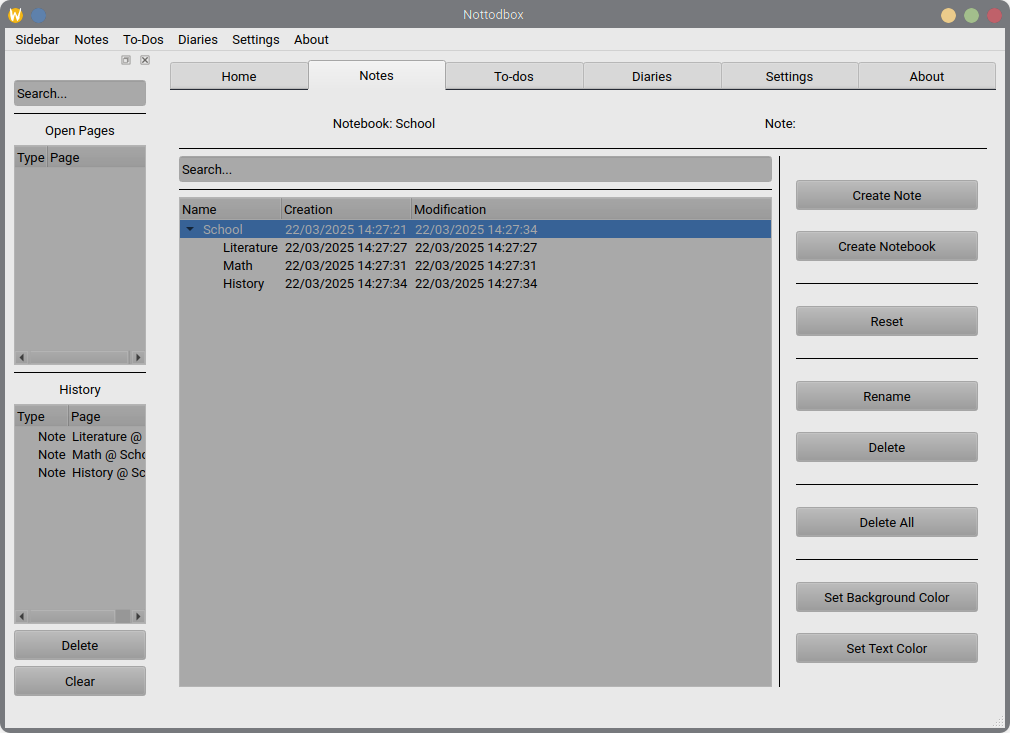 Nottodbox
Sidebar Notes To-Dos Diaries Settings About
Home Notes To-dos Diaries Settings About
Search...
Open Pages
Type Page
History
Type Page
Note Literature @
Note Math @ Scho
Note History @ Sc
Delete
Clear
Notebook: School Note:
Search...
Name Creation Modification
School 22/03/2025 14:27:21 22/03/2025 14:27:34
Literature 22/03/2025 14:27:27 22/03/2025 14:27:27
Math 22/03/2025 14:27:31 22/03/2025 14:27:31
History 22/03/2025 14:27:34 22/03/2025 14:27:34
Create Note
Create Notebook
Reset
Rename
Delete
Delete All
Set Background Color
Set Text Color